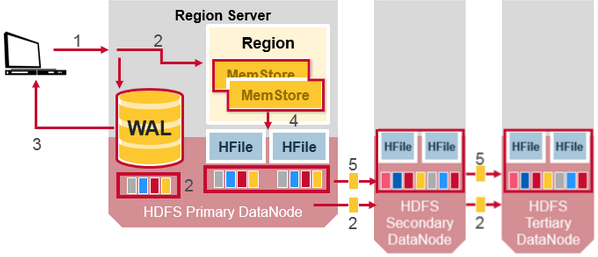 Region Server
1
2
Region
MemStore
MemStore
WAL
3
4
HFile
HFile
HFile
HFile
HFile
HFile
2
5
5
HDFS Primary DataNode
2
2
HDFS
Secondary
DataNode
HDFS
Tertiary
DataNode